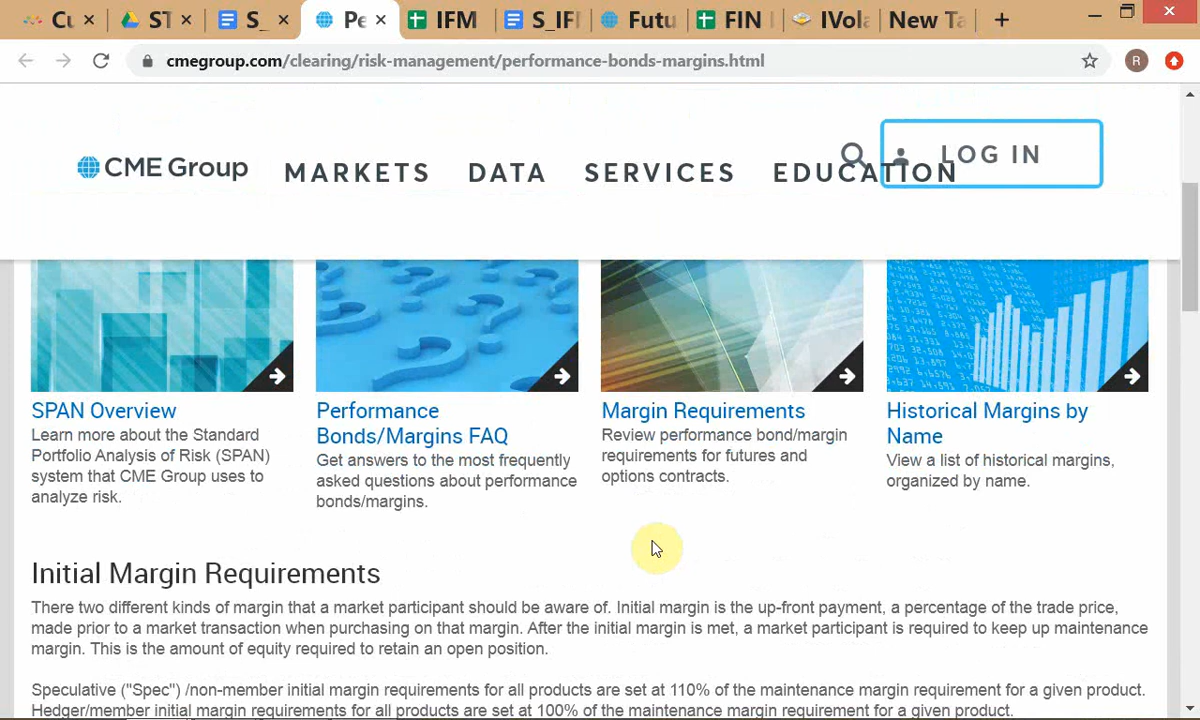 Cu
ST
S_
Pe
IFM
S_IFI
Futu
FIN
IVola
New Ta
cmegroup.com/clearing/risk-management/performance-bonds-margins.html
R
CME Group
MARKETS
DATA
SERVICES
EDUCATION
LOG IN
SPAN Overview
Learn more about the Standard
Portfolio Analysis of Risk (SPAN)
system that CME Group uses to
analyze risk.
Performance
Bonds/Margins FAQ
Get answers to the most frequently
asked questions about performance
bonds/margins.
Margin Requirements
Review performance bond/margin
requirements for futures and
options contracts.
Historical Margins by
Name
View a list of historical margins,
organized by name.
Initial Margin Requirements
There two different kinds of margin that a market participant should be aware of. Initial margin is the up-front payment, a percentage of the trade price,
made prior to a market transaction when purchasing on that margin. After the initial margin is met, a market participant is required to keep up maintenance
margin. This is the amount of equity required to retain an open position.
Speculative ("Spec") /non-member initial margin requirements for all products are set at 110% of the maintenance margin requirement for a given product.
Hedger/member initial margin requirements for all products are set at 100% of the maintenance margin requirement for a given product.